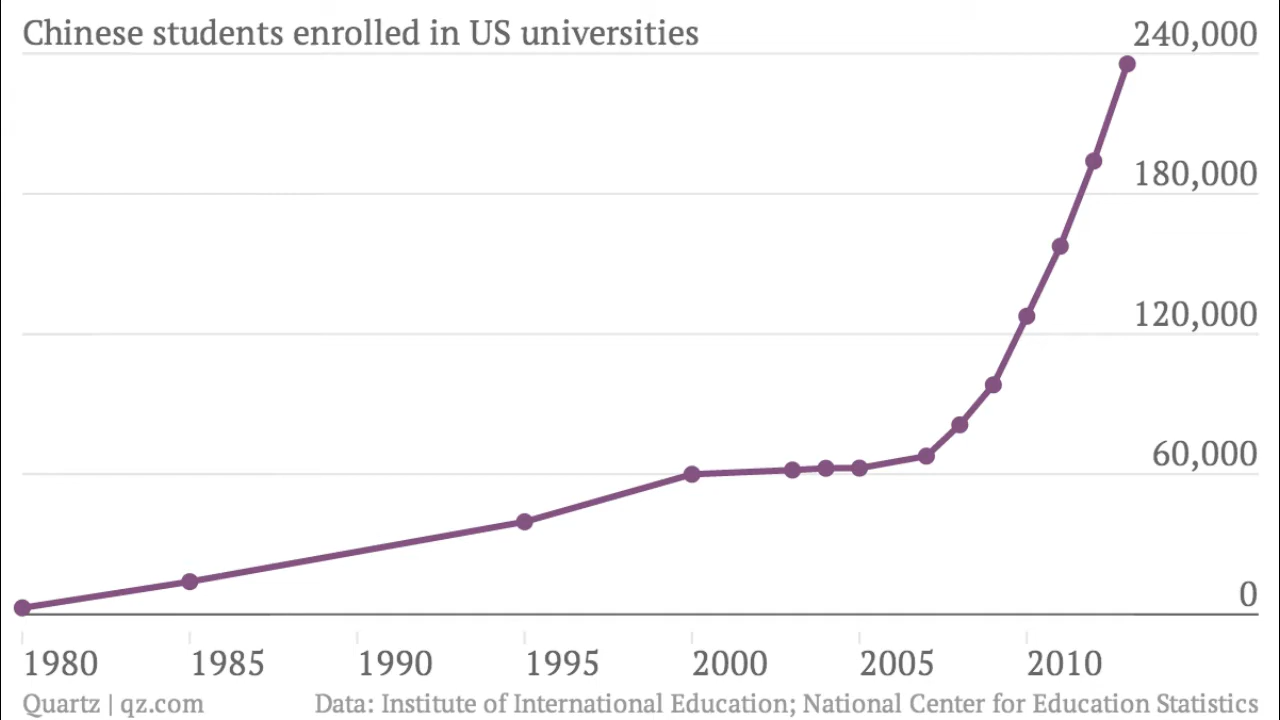 Chinese students enrolled in US universities
240,000
180,000
120,000
60,000
0
1980 1985 1990 1995 2000 2005 2010
Quartz | qz.com Data: Institute of International Education; National Center for Education Statistics